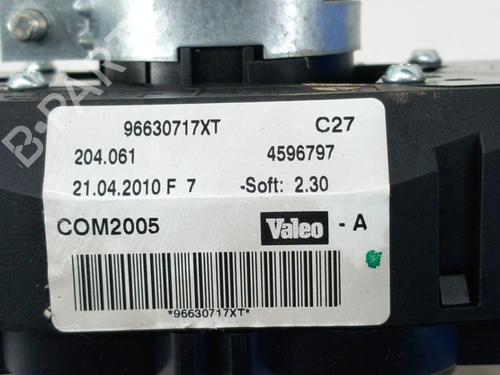 96630717XT C27
204.061 4596797
21.04.2010 F 7 -Soft: 2.30
COM2005 Valeo - A
*96630717XT*
B-PARTS